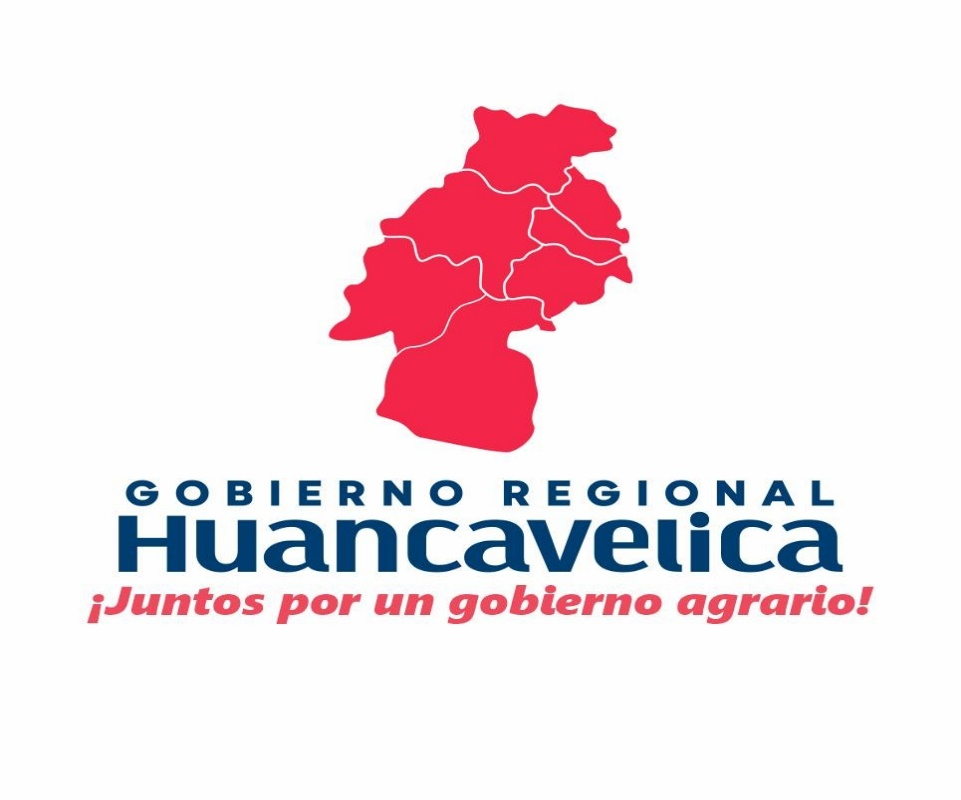 GOBIERNO REGIONAL
Huancavelica
¡Juntos por un gobierno agrario!